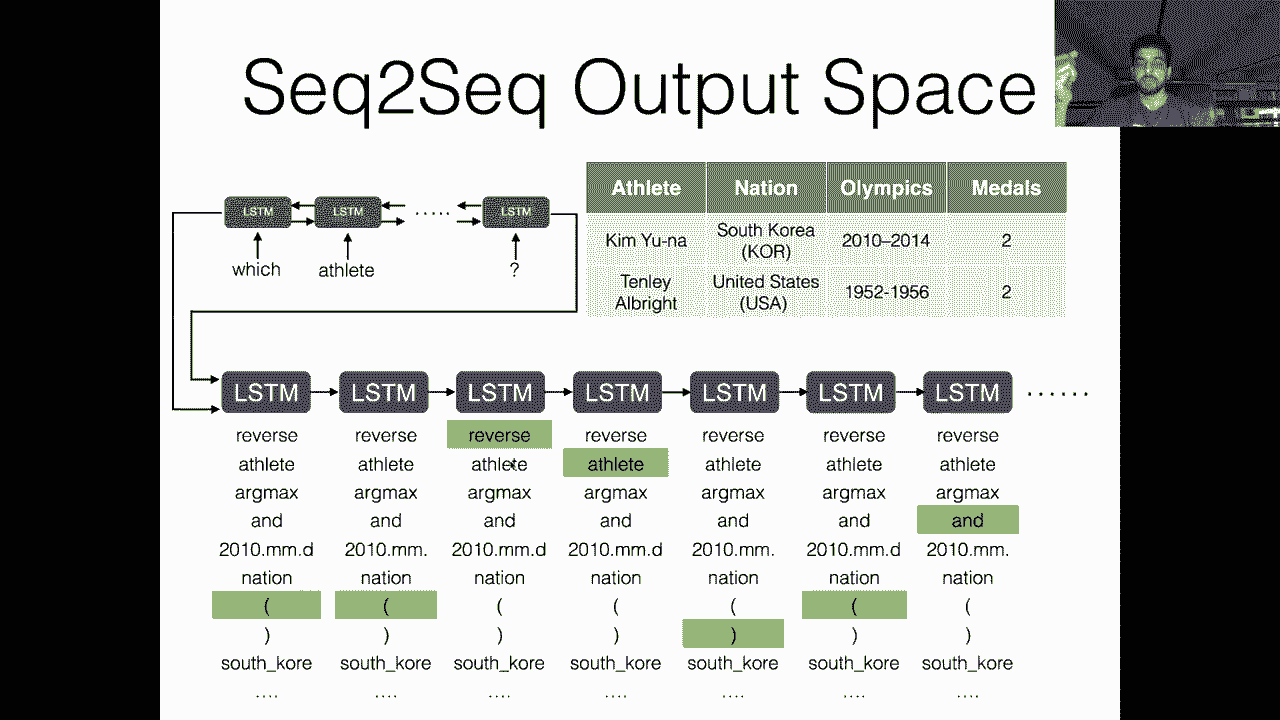 Seq2Seq Output Space
Athlete Nation Olympics Medals
Kim Yu-na South Korea (KOR) 2010–2014 2
Tenley Albright United States (USA) 1952-1956 2
LSTM LSTM ..... LSTM
which athlete ?
LSTM LSTM LSTM LSTM LSTM LSTM LSTM ......
reverse reverse reverse reverse reverse reverse reverse
athlete athlete athlete athlete athlete athlete athlete
argmax argmax argmax argmax argmax argmax argmax
and and and and and and and
2010.mm.d 2010.mm. 2010.mm.d 2010.mm.d 2010.mm. 2010.mm.d 2010.mm.
nation nation nation nation nation nation nation
( ( ( ( ( ( (
) ) ) ) ) ) )
south_kore south_kore south_kore south_kore south_kore south_kore south_kore
.... .... .... .... .... .... ....